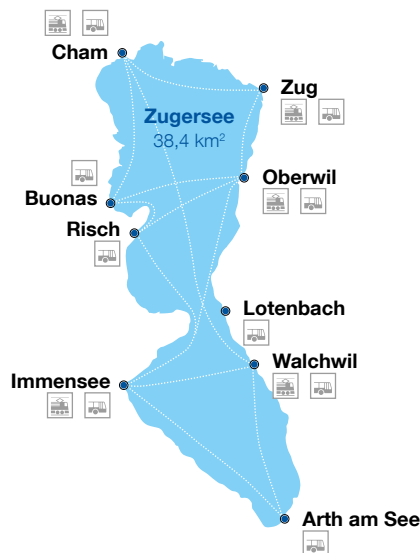 Cham
Zug
Zugersee
38,4 km²
Oberwil
Buonas
Risch
Lotenbach
Walchwil
Immensee
Arth am See